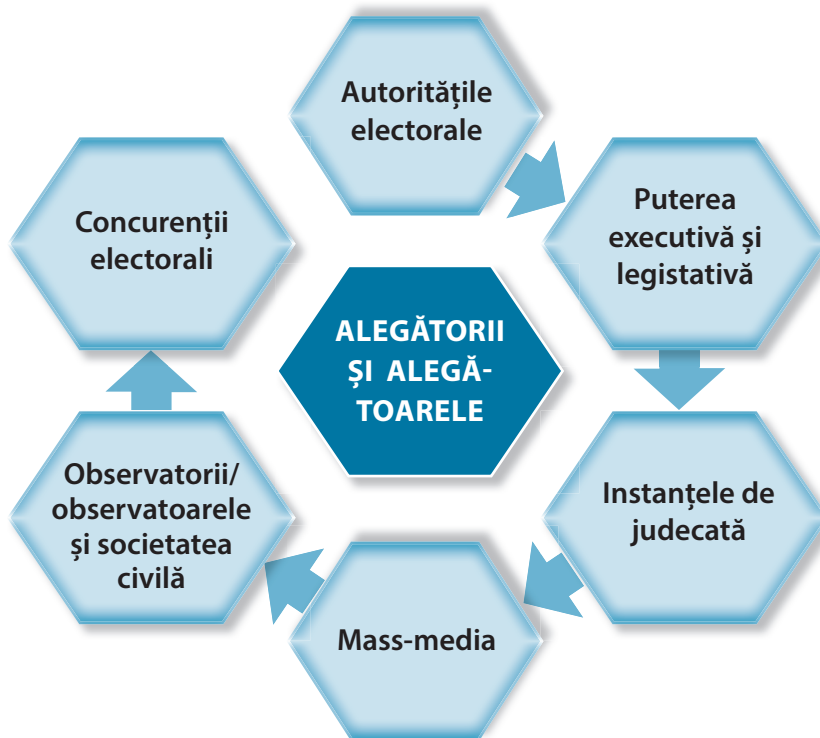 Autoritățile
electorale
Puterea
executivă și
legistativă
Instanțele de
judecată
Mass-media
Observatorii/
observatoarele
și societatea
civilă
Concurenții
electorali
ALEGĂTORII
ȘI ALEGĂ-
TOARELE